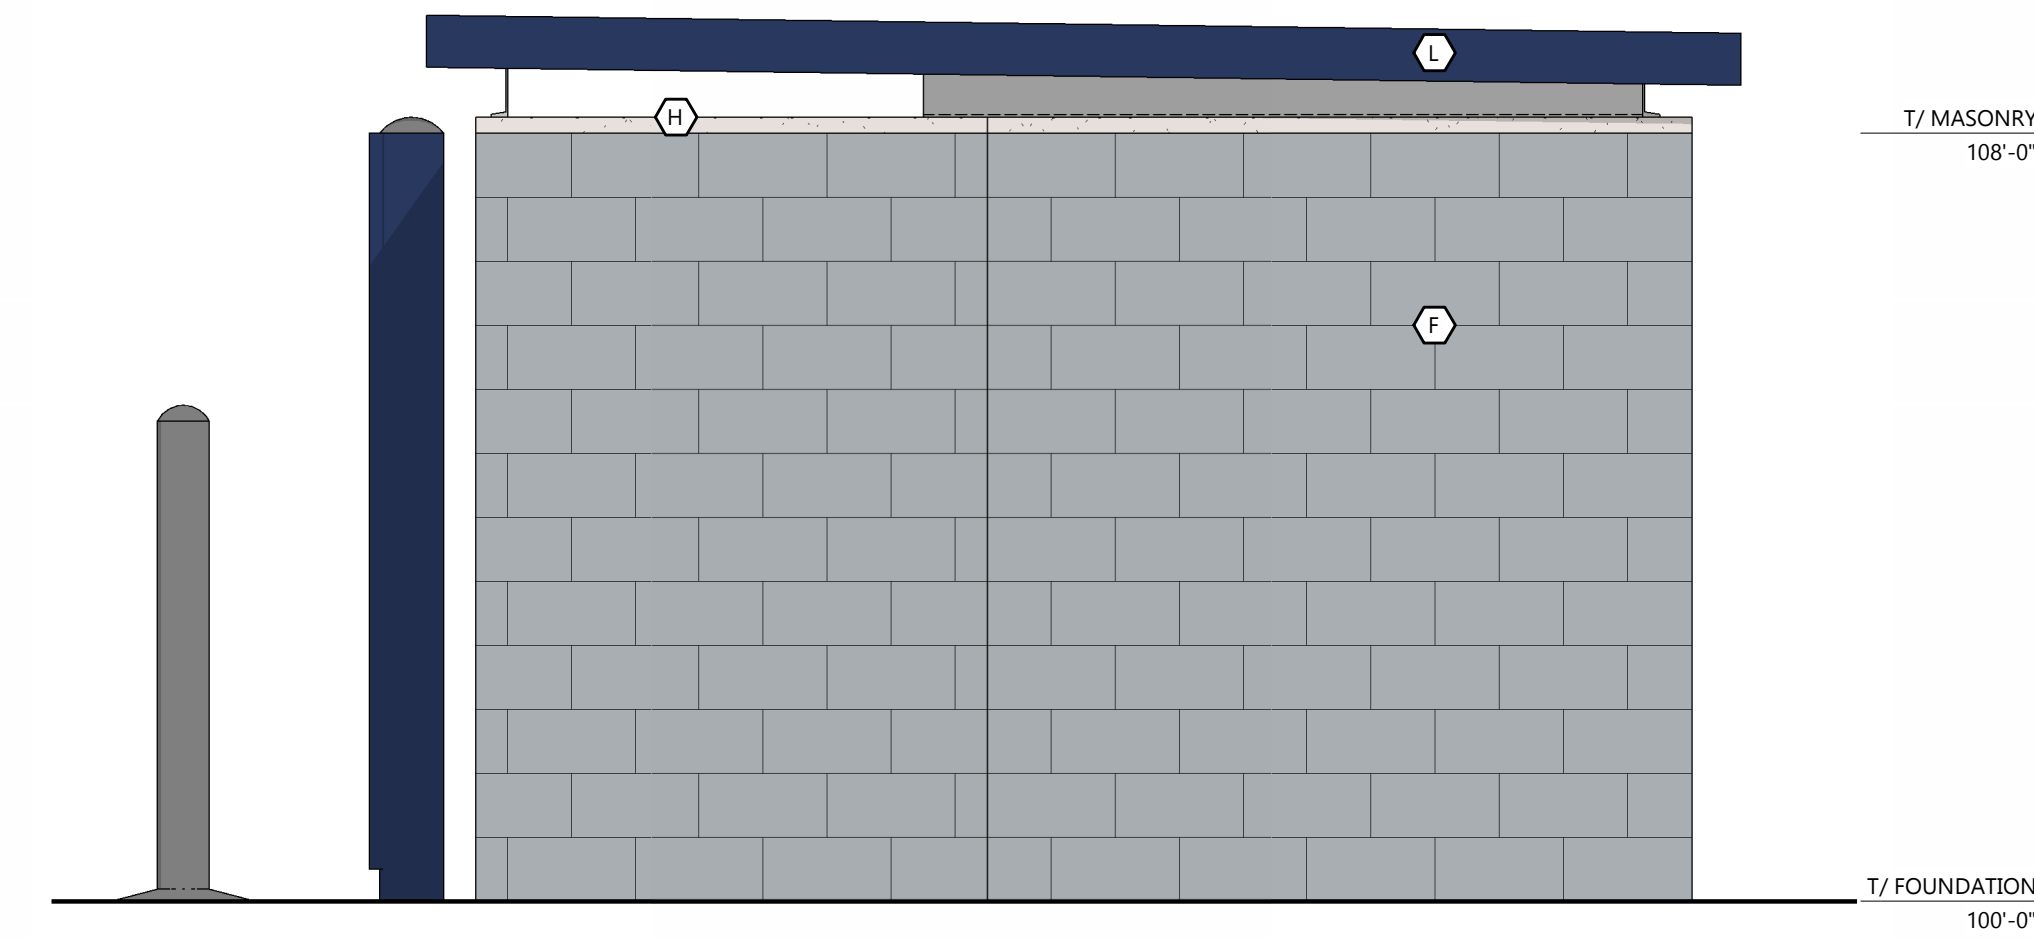 L
H
T/ MASONRY
108'-0"
F
T/ FOUNDATION
100'-0"